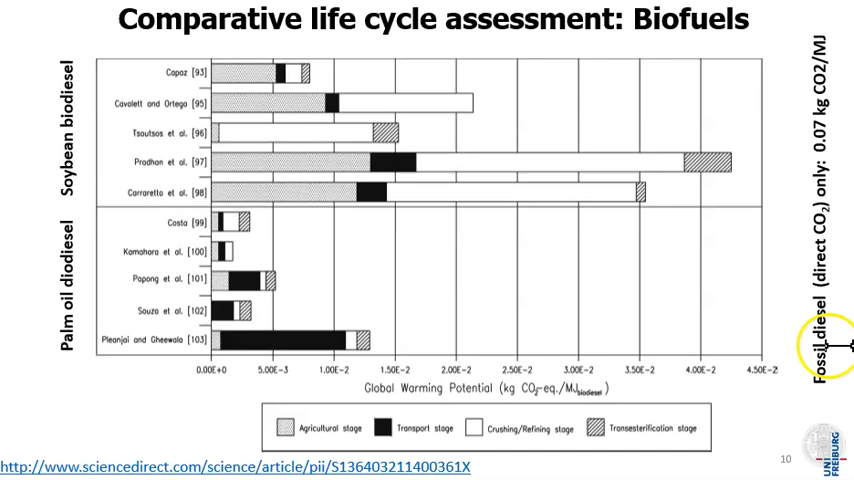 Comparative life cycle assessment: Biofuels
Soybean biodiesel
Capaz [93]
Cavalett and Ortega [95]
Tsoutsos et al. [96]
Pradhan et al. [97]
Carraretto et al. [98]
Palm oil diodiesel
Costa [99]
Kamahara et al. [100]
Papong et al. [101]
Souza et al. [102]
Pleanjai and Gheewala [103]
0.00E+0 5.00E-3 1.00E-2 1.50E-2 2.00E-2 2.50E-2 3.00E-2 3.50E-2 4.00E-2 4.50E-2
Global Warming Potential (kg CO2-eq./MJbiodiesel)
Agricultural stage Transport stage Crushing/Refining stage Transesterification stage
Fossil diesel (direct CO2) only: 0.07 kg CO2/MJ
http://www.sciencedirect.com/science/article/pii/S136403211400361X
10
UNI
FREIBURG